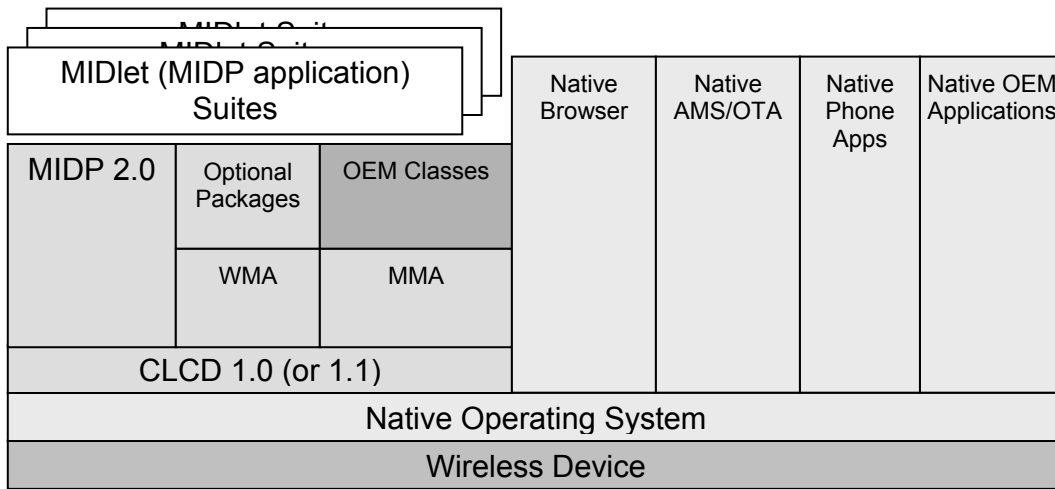 MIDlet (MIDP application)
Suites
Native
Browser
Native
AMS/OTA
Native
Phone
Apps
Native OEM
Applications
MIDP 2.0
Optional
Packages
OEM Classes
WMA
MMA
CLCD 1.0 (or 1.1)
Native Operating System
Wireless Device